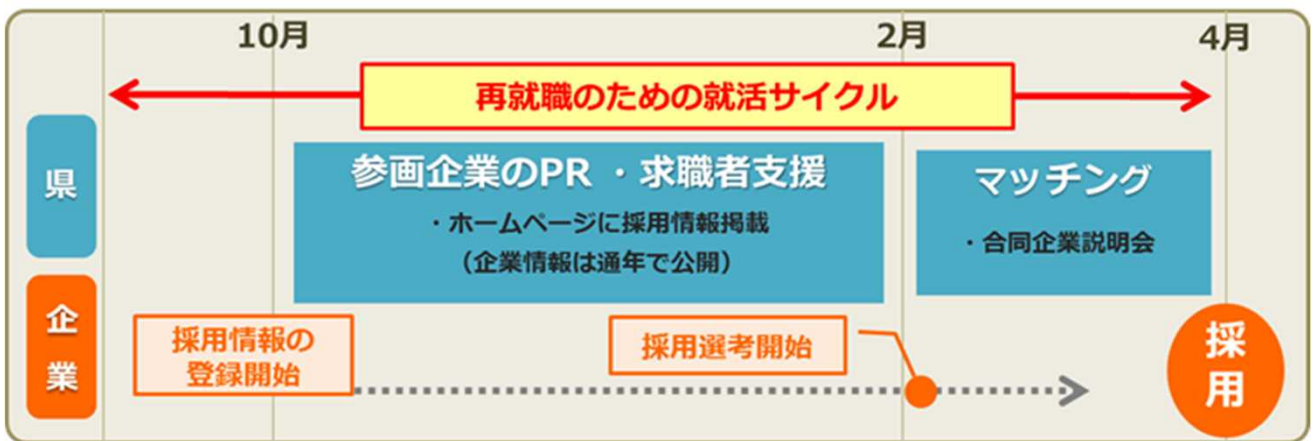 10月
2月
4月
再就職のための就活サイクル
県
参画企業のPR ・求職者支援
・ホームページに採用情報掲載
（企業情報は通年で公開）
マッチング
・合同企業説明会
企
業
採用情報の
登録開始
採用選考開始
採
用